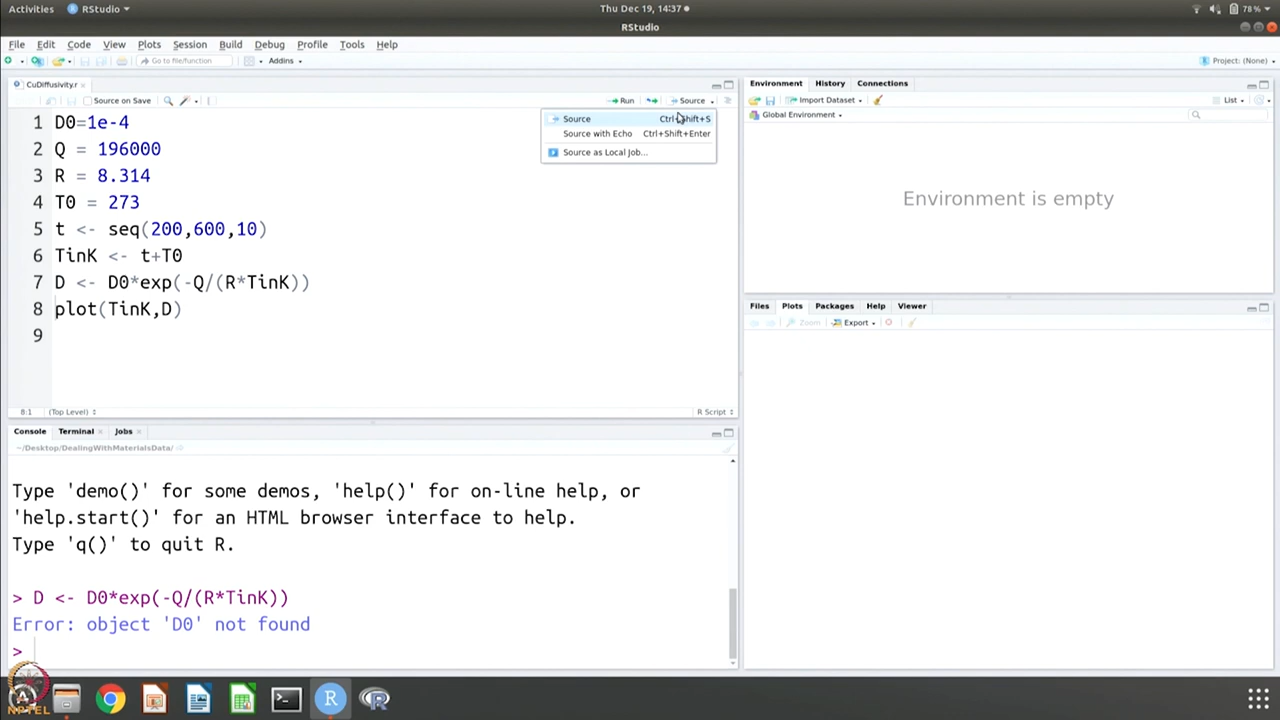 Activities
RStudio
Thu Dec 19, 14:37
78%
RStudio
File Edit Code View Plots Session Build Debug Profile Tools Help
Go to file/function
Addins
Project: (None)
CuDiffusivity.r
Source on Save
Run
Source
Source Ctrl+Shift+S
Source with Echo Ctrl+Shift+Enter
Source as Local Job...
1 D0=1e-4
2 Q = 196000
3 R = 8.314
4 T0 = 273
5 t <- seq(200,600,10)
6 TinK <- t+T0
7 D <- D0*exp(-Q/(R*TinK))
8 plot(TinK,D)
9
8:1 (Top Level) R Script
Console Terminal Jobs
~/Desktop/DealingWithMaterialsData/
Type 'demo()' for some demos, 'help()' for on-line help, or
'help.start()' for an HTML browser interface to help.
Type 'q()' to quit R.
> D <- D0*exp(-Q/(R*TinK))
Error: object 'D0' not found
>
Environment History Connections
Import Dataset
List
Global Environment
Environment is empty
Files Plots Packages Help Viewer
Zoom Export
NPTEL